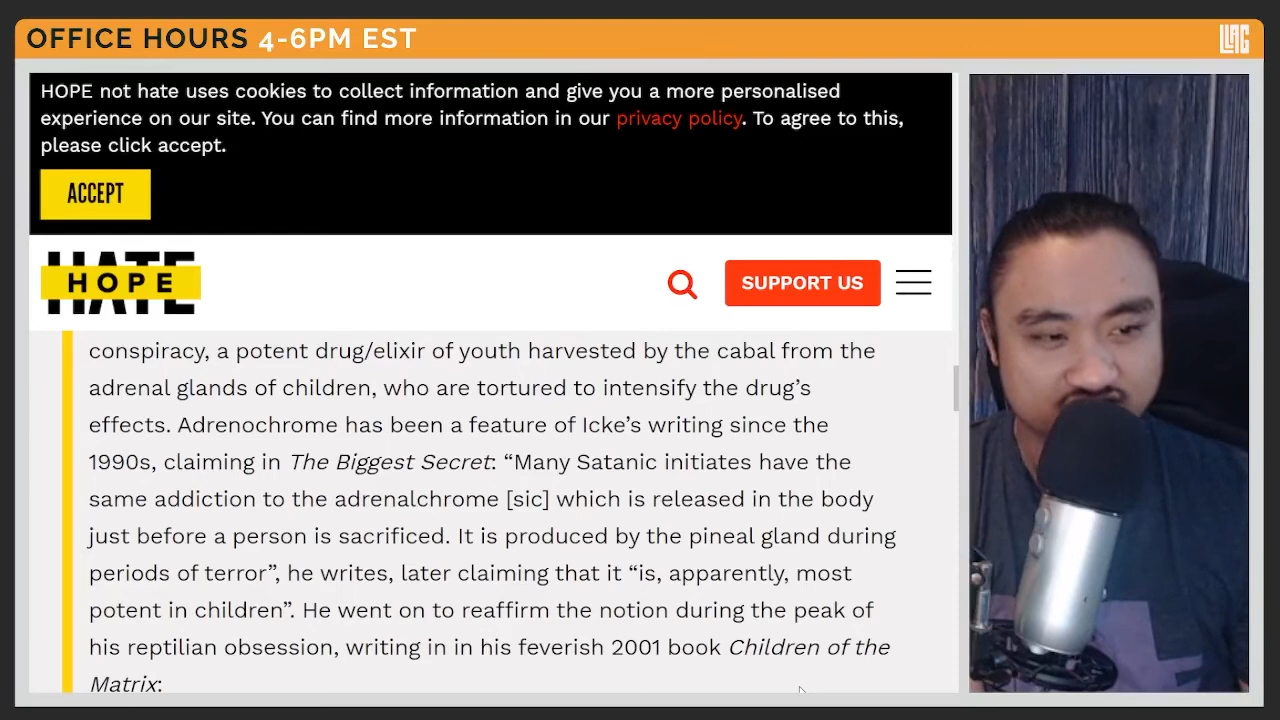 OFFICE HOURS 4-6PM EST
LLAG
HOPE not hate uses cookies to collect information and give you a more personalised
experience on our site. You can find more information in our privacy policy. To agree to this,
please click accept.
ACCEPT
HATE
HOPE
SUPPORT US
conspiracy, a potent drug/elixir of youth harvested by the cabal from the
adrenal glands of children, who are tortured to intensify the drug’s
effects. Adrenochrome has been a feature of Icke’s writing since the
1990s, claiming in The Biggest Secret: “Many Satanic initiates have the
same addiction to the adrenalchrome [sic] which is released in the body
just before a person is sacrificed. It is produced by the pineal gland during
periods of terror”, he writes, later claiming that it “is, apparently, most
potent in children”. He went on to reaffirm the notion during the peak of
his reptilian obsession, writing in in his feverish 2001 book Children of the
Matrix: